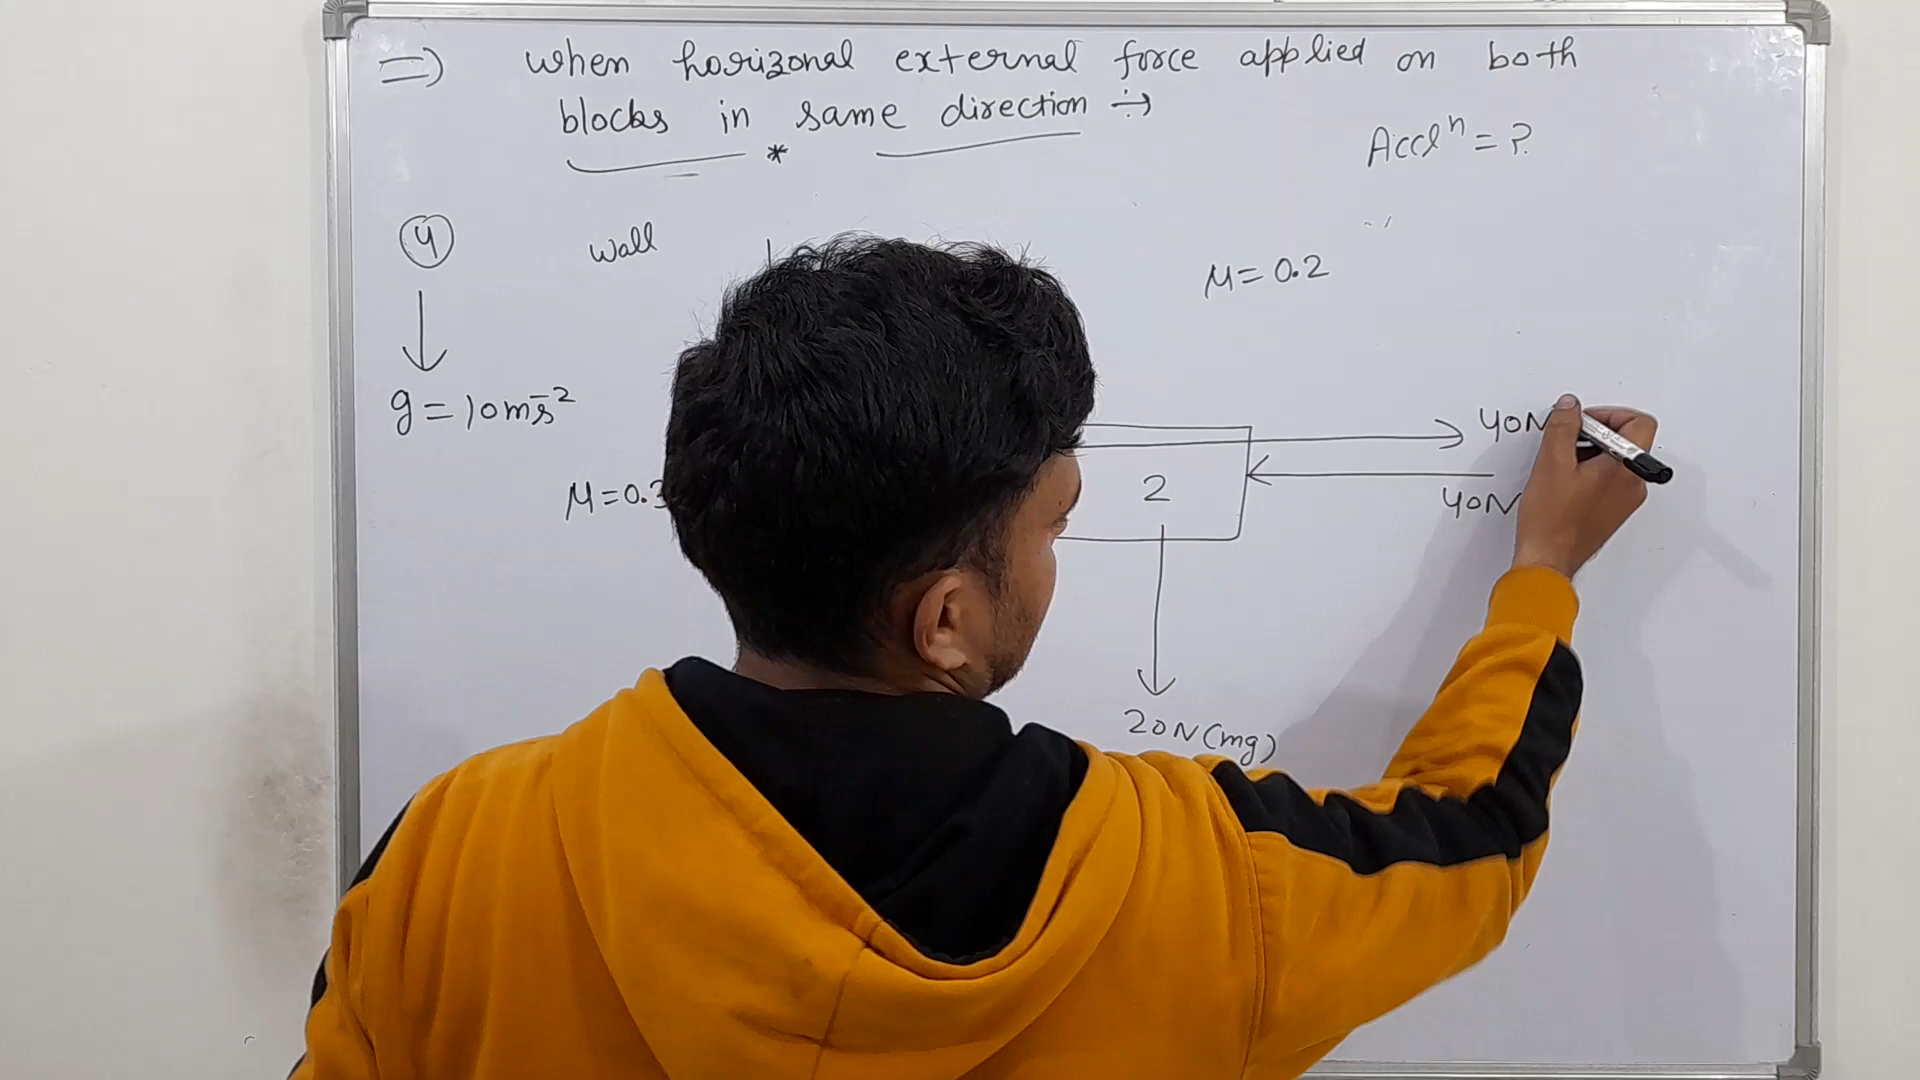 =) when horizonal external force applied on both
blocks in same direction ÷→
*
Acclⁿ = ?
4
wall
μ = 0.2
g = 10ms̄²
40N
μ = 0.3
2
40N
20N (mg)